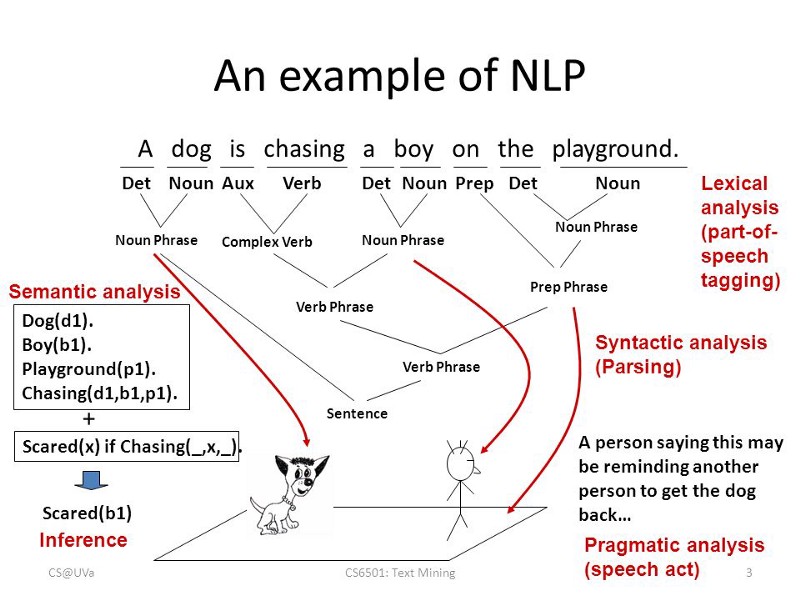 An example of NLP
A dog is chasing a boy on the playground.
Det Noun Aux Verb Det Noun Prep Det Noun
Lexical
analysis
(part-of-
speech
tagging)
Noun Phrase Complex Verb Noun Phrase Noun Phrase
Prep Phrase
Semantic analysis
Verb Phrase
Dog(d1).
Boy(b1).
Playground(p1).
Chasing(d1,b1,p1).
Syntactic analysis
(Parsing)
Verb Phrase
Sentence
+
Scared(x) if Chasing(_,x,_).
Scared(b1)
Inference
A person saying this may
be reminding another
person to get the dog
back…
Pragmatic analysis
(speech act)
CS@UVa CS6501: Text Mining 3